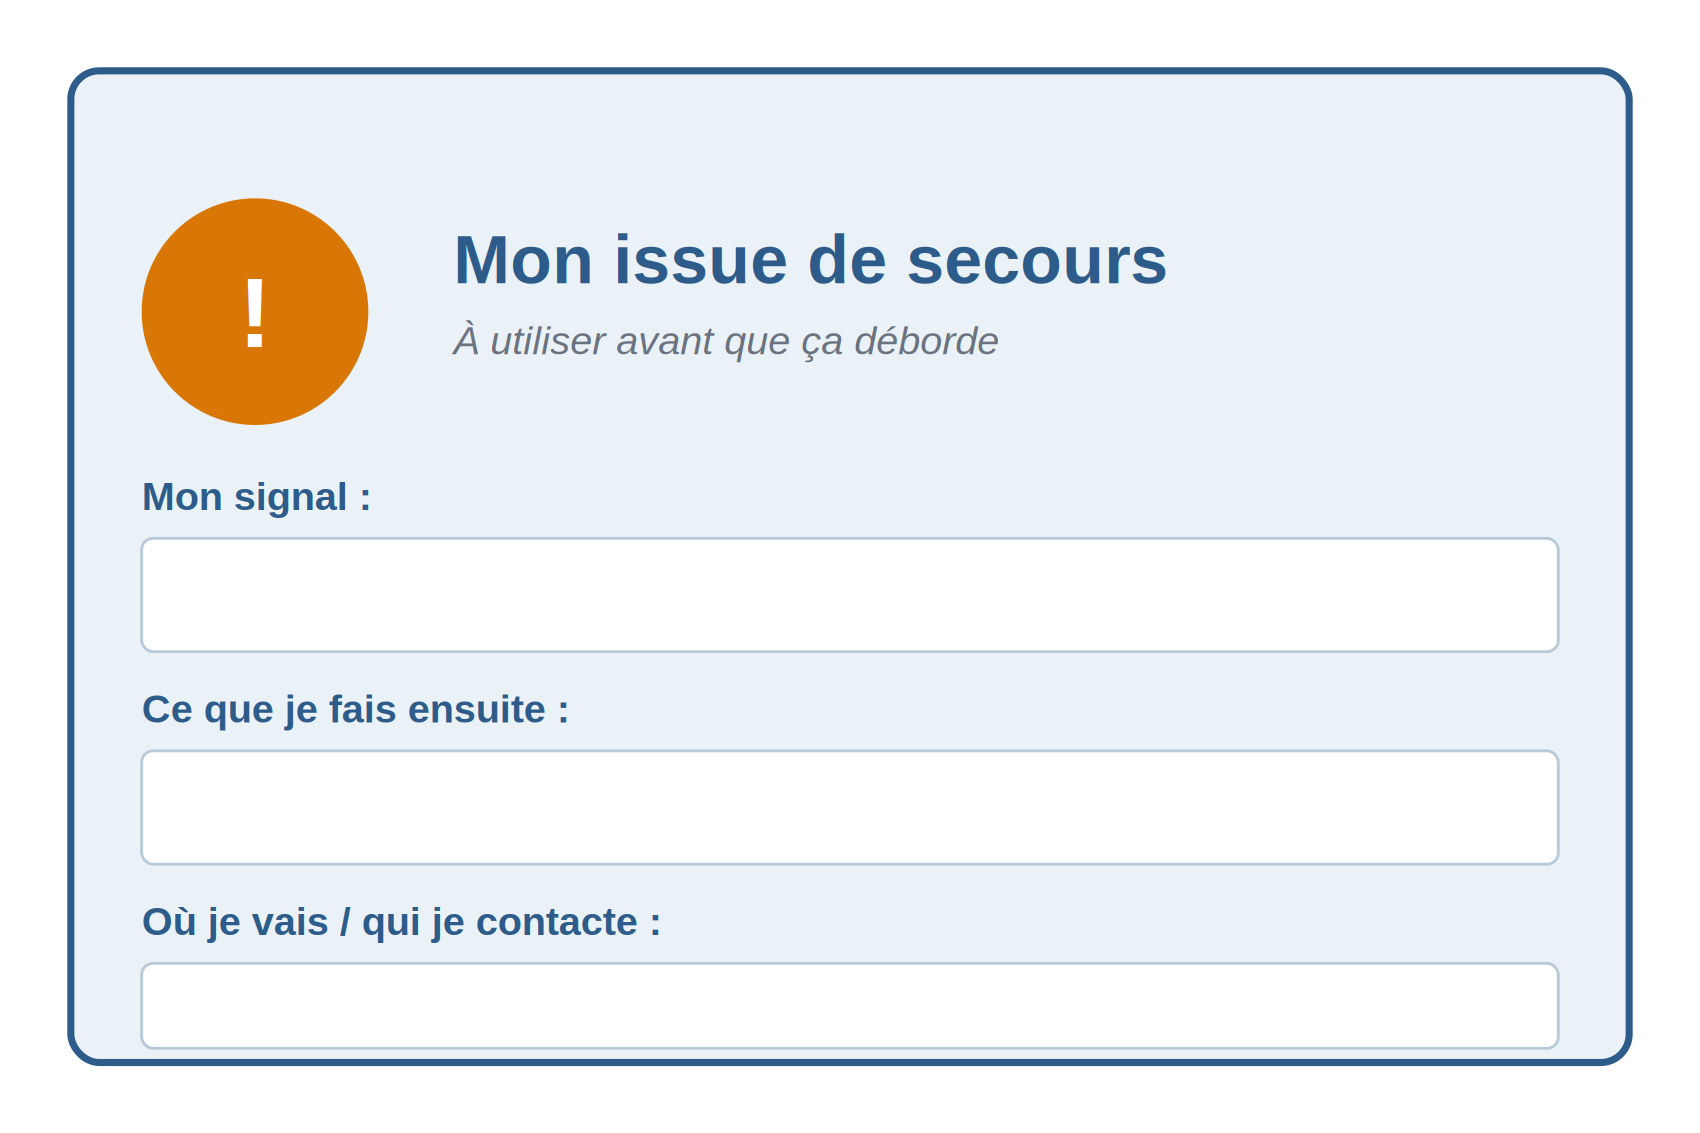 !
Mon issue de secours
À utiliser avant que ça déborde
Mon signal :
Ce que je fais ensuite :
Où je vais / qui je contacte :